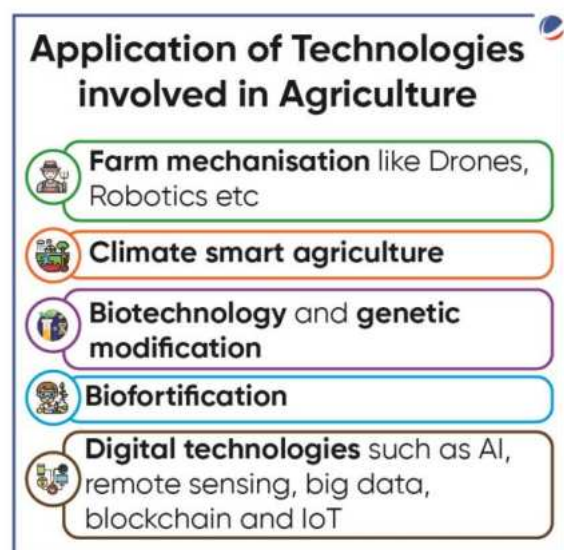 Application of Technologies
involved in Agriculture
Farm mechanisation like Drones,
Robotics etc
Climate smart agriculture
Biotechnology and genetic
modification
Biofortification
Digital technologies such as AI,
remote sensing, big data,
blockchain and IoT